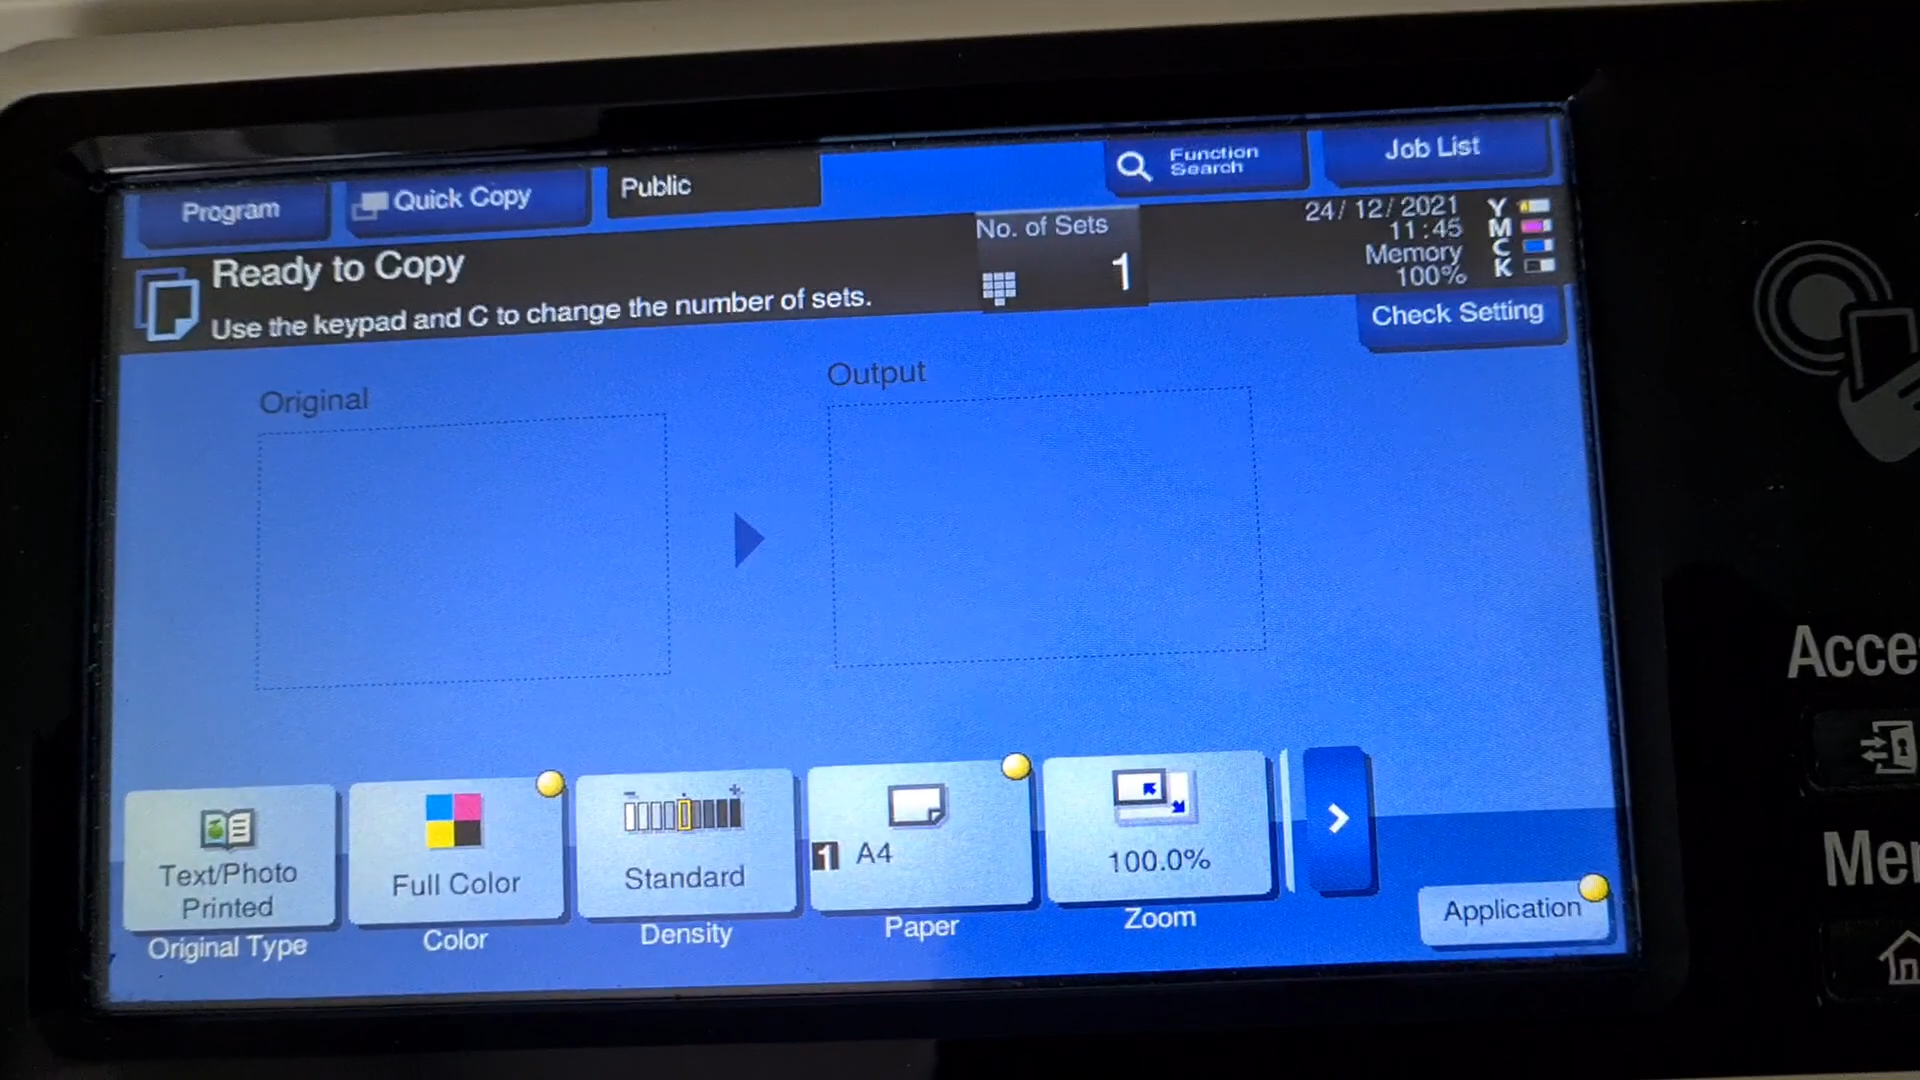 Program
Quick Copy
Public
Function
Search
Job List
Ready to Copy
Use the keypad and C to change the number of sets.
No. of Sets
1
24/12/2021
11:45
Memory
100%
Y
M
C
K
Check Setting
Original
Output
Text/Photo
Printed
Original Type
Full Color
Color
Standard
Density
1 A4
Paper
100.0%
Zoom
Application
Acce
Me